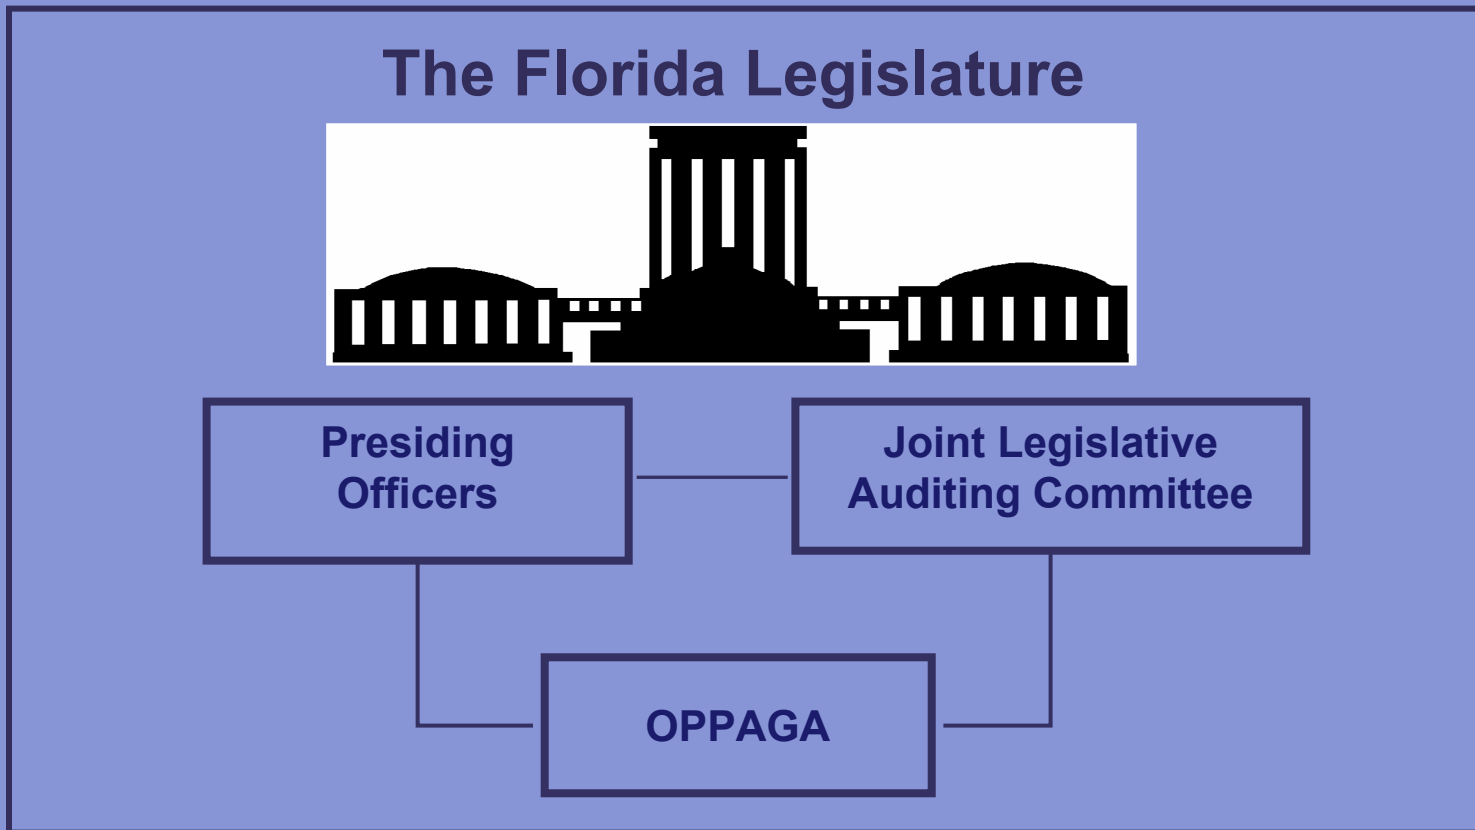 The Florida Legislature
Presiding
Officers
Joint Legislative
Auditing Committee
OPPAGA